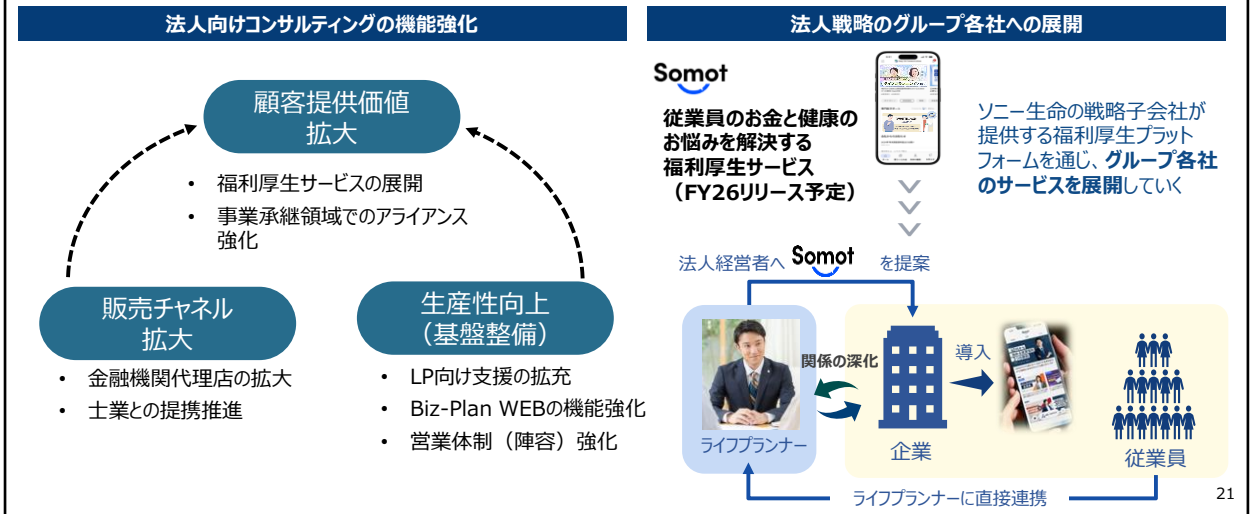 法人向けコンサルティングの機能強化
顧客提供価値
拡大
• 福利厚生サービスの展開
• 事業承継領域でのアライアンス
強化
販売チャネル
拡大
• 金融機関代理店の拡大
• 士業との提携推進
生産性向上
（基盤整備）
• LP向け支援の拡充
• Biz-Plan WEBの機能強化
• 営業体制（陣容）強化
法人戦略のグループ各社への展開
Somot
従業員のお金と健康の
お悩みを解決する
福利厚生サービス
（FY26リリース予定）
ソニー生命の戦略子会社が
提供する福利厚生プラット
フォームを通じ、グループ各社
のサービスを展開していく
法人経営者へ Somot を提案
ライフプランナー
関係の深化
企業
導入
従業員
ライフプランナーに直接連携
21